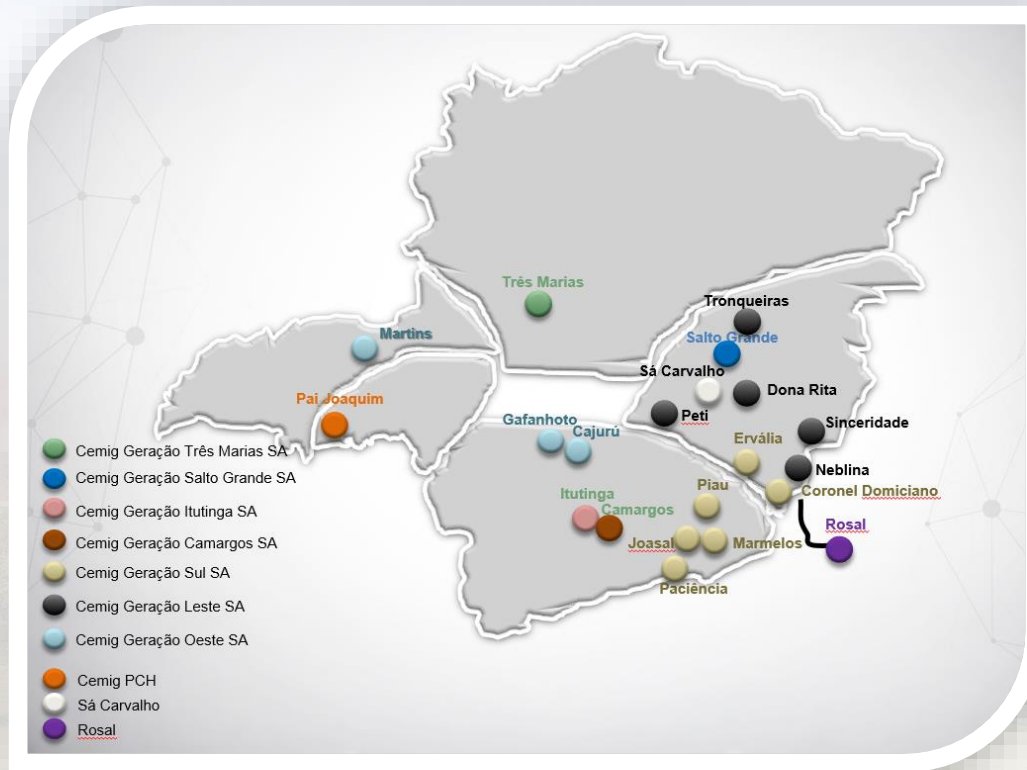 Três Marias
Tronqueiras
Martins
Salto Grande
Sá Carvalho
Dona Rita
Pai Joaquim
Peti
Gafanhoto
Cajurú
Sinceridade
Ervália
Neblina
Piau
Coronel Domiciano
Itutinga
Camargos
Rosal
Joasal
Marmelos
Paciência
Cemig Geração Três Marias SA
Cemig Geração Salto Grande SA
Cemig Geração Itutinga SA
Cemig Geração Camargos SA
Cemig Geração Sul SA
Cemig Geração Leste SA
Cemig Geração Oeste SA
Cemig PCH
Sá Carvalho
Rosal